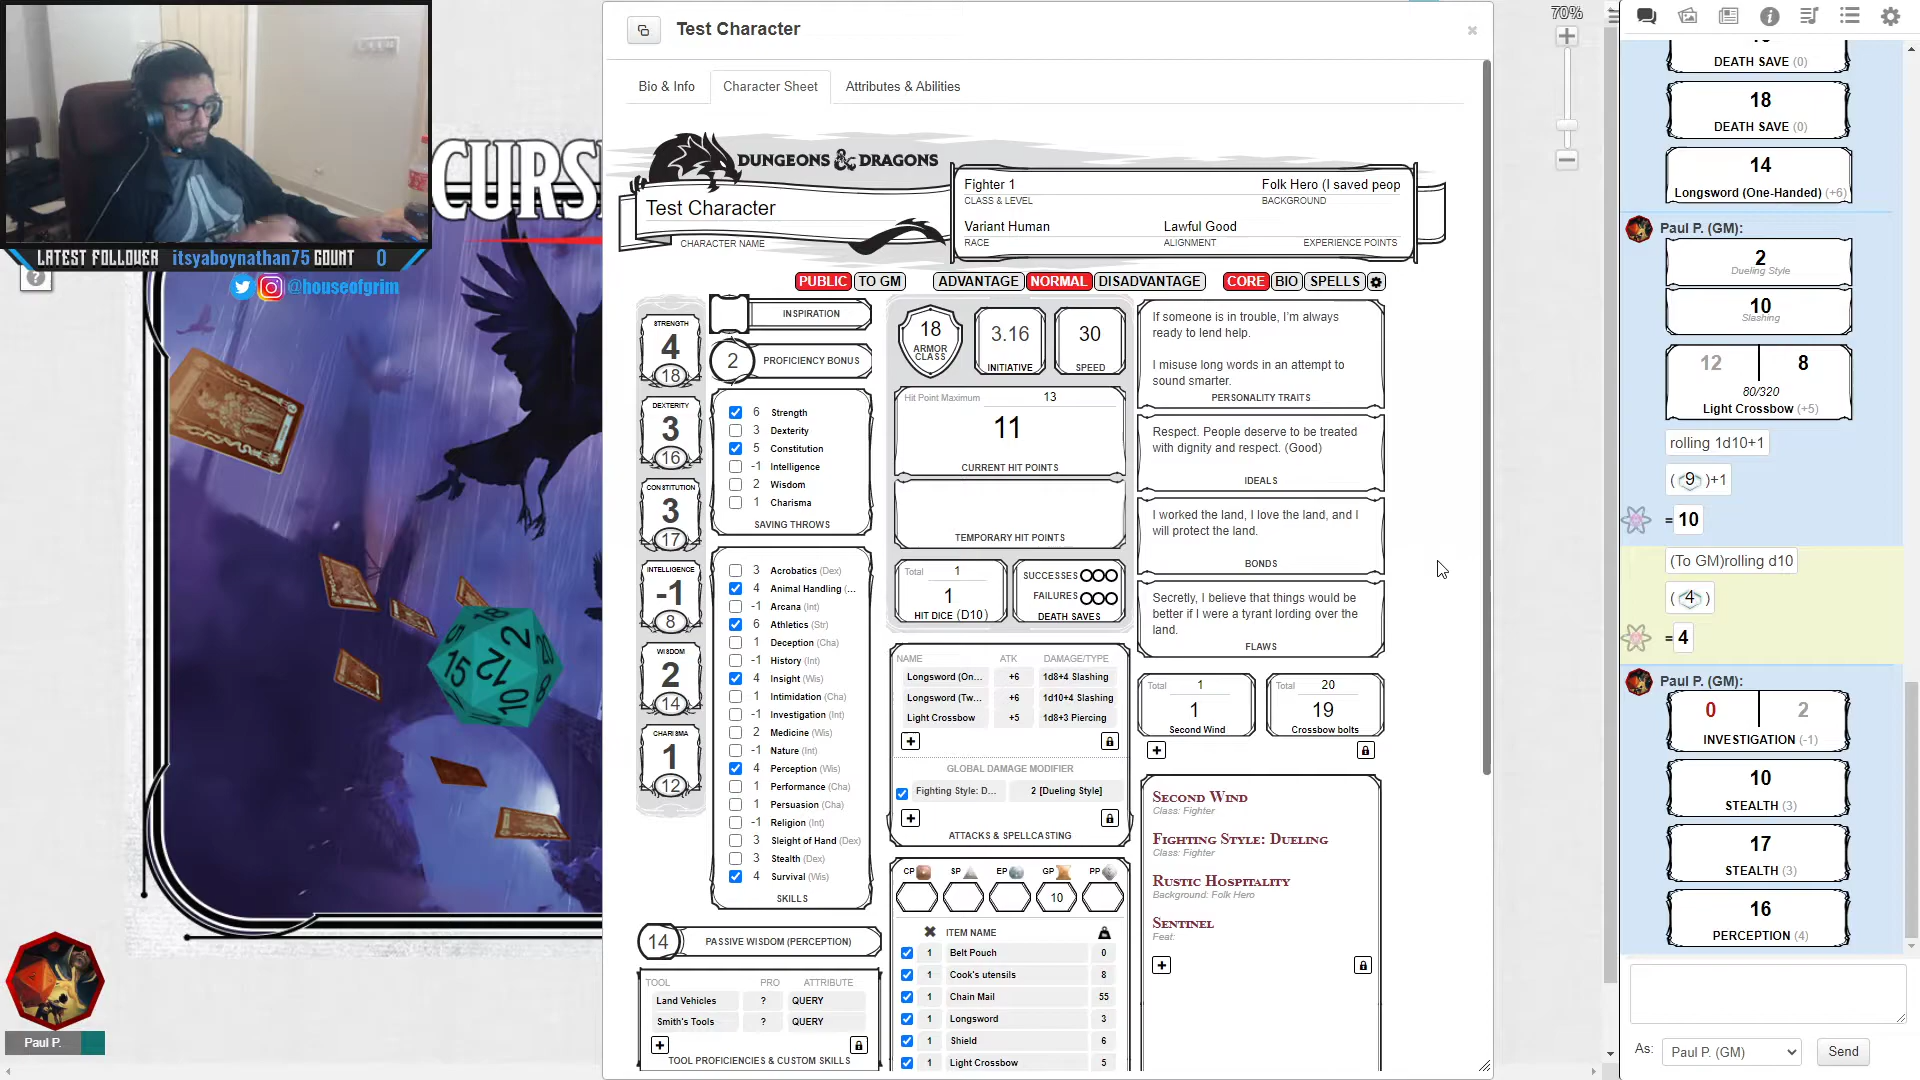 CURS
LATEST FOLLOWER itsyaboynathan75 COUNT 0
@houseofgrim
?
15
12
2
10
8
5
18
20
Paul P.
Test Character
×
Bio & Info
Character Sheet
Attributes & Abilities
DUNGEONS & DRAGONS
Test Character
CHARACTER NAME
Fighter 1
Folk Hero (I saved peop
CLASS & LEVEL
BACKGROUND
Variant Human
Lawful Good
RACE
ALIGNMENT
EXPERIENCE POINTS
PUBLIC TO GM
ADVANTAGE NORMAL DISADVANTAGE
CORE BIO SPELLS
STRENGTH
4
18
DEXTERITY
3
16
CONSTITUTION
3
17
INTELLIGENCE
-1
8
WISDOM
2
14
CHARISMA
1
12
INSPIRATION
2 PROFICIENCY BONUS
6 Strength
3 Dexterity
5 Constitution
-1 Intelligence
2 Wisdom
1 Charisma
SAVING THROWS
3 Acrobatics (Dex)
4 Animal Handling (...
-1 Arcana (Int)
6 Athletics (Str)
1 Deception (Cha)
-1 History (Int)
4 Insight (Wis)
1 Intimidation (Cha)
-1 Investigation (Int)
2 Medicine (Wis)
-1 Nature (Int)
4 Perception (Wis)
1 Performance (Cha)
1 Persuasion (Cha)
-1 Religion (Int)
3 Sleight of Hand (Dex)
3 Stealth (Dex)
4 Survival (Wis)
SKILLS
14 PASSIVE WISDOM (PERCEPTION)
TOOL PRO ATTRIBUTE
Land Vehicles ? QUERY
Smith's Tools ? QUERY
+
TOOL PROFICIENCIES & CUSTOM SKILLS
18
ARMOR
CLASS
3.16
INITIATIVE
30
SPEED
Hit Point Maximum 13
11
CURRENT HIT POINTS
TEMPORARY HIT POINTS
Total 1
1
HIT DICE (D10)
SUCCESSES
FAILURES
DEATH SAVES
NAME ATK DAMAGE/TYPE
Longsword (On... +6 1d8+4 Slashing
Longsword (Tw... +6 1d10+4 Slashing
Light Crossbow +5 1d8+3 Piercing
+
GLOBAL DAMAGE MODIFIER
Fighting Style: D... 2 [Dueling Style]
+
ATTACKS & SPELLCASTING
CP SP EP GP PP
10
ITEM NAME
1 Belt Pouch 0
1 Cook's utensils 8
1 Chain Mail 55
1 Longsword 3
1 Shield 6
1 Light Crossbow 5
If someone is in trouble, I'm always
ready to lend help.
I misuse long words in an attempt to
sound smarter.
PERSONALITY TRAITS
Respect. People deserve to be treated
with dignity and respect. (Good)
IDEALS
I worked the land, I love the land, and I
will protect the land.
BONDS
Secretly, I believe that things would be
better if I were a tyrant lording over the
land.
FLAWS
Total 1
1
Second Wind
Total 20
19
Crossbow bolts
+
SECOND WIND
Class: Fighter
FIGHTING STYLE: DUELING
Class: Fighter
RUSTIC HOSPITALITY
Background: Folk Hero
SENTINEL
Feat:
+
70%
DEATH SAVE (0)
18
DEATH SAVE (0)
14
Longsword (One-Handed) (+6)
Paul P. (GM):
2
Dueling Style
10
Slashing
12 8
80/320
Light Crossbow (+5)
rolling 1d10+1
(9)+1
=10
(To GM)rolling d10
(4)
=4
Paul P. (GM):
0 2
INVESTIGATION (-1)
10
STEALTH (3)
17
STEALTH (3)
16
PERCEPTION (4)
As: Paul P. (GM) Send